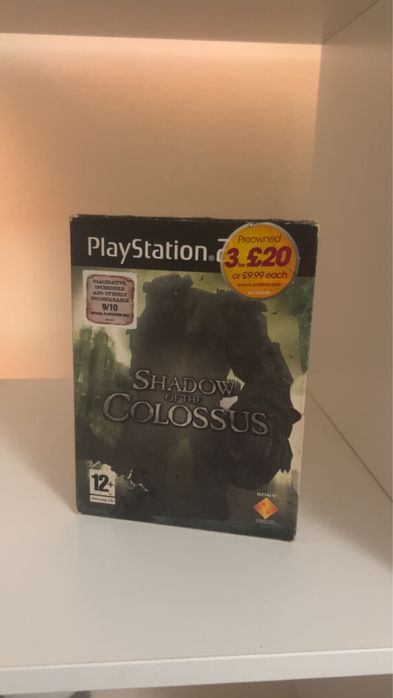 PlayStation®2
Preowned
3 for £20
or £9.99 each
IMAGINATIVE,
INCREDIBLE
AND UTTERLY
INCOMPARABLE
9/10
SHADOW
OF THE
COLOSSUS
12+
SONY